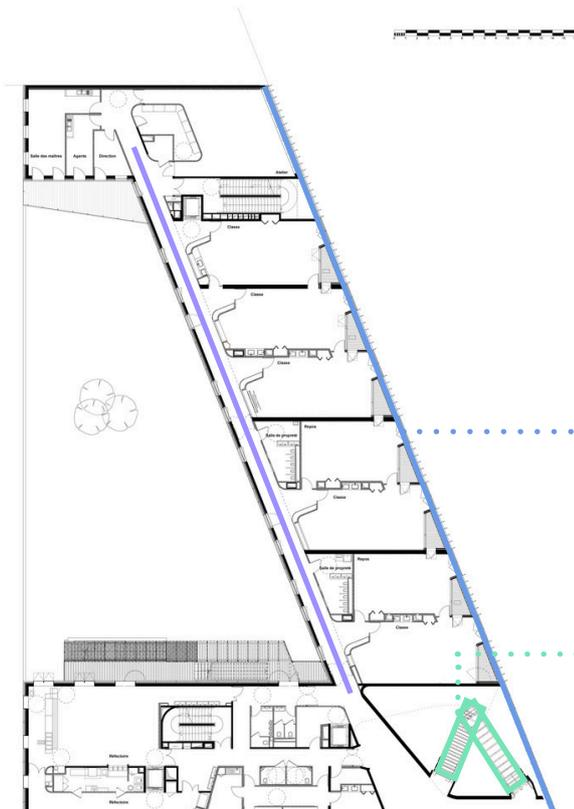 Salle des maîtres
Agents
Direction
Atelier
Classe
Classe
Classe
Repos
Salle de propreté
Classe
Repos
Salle de propreté
Classe
Réfectoire
Réfectoire